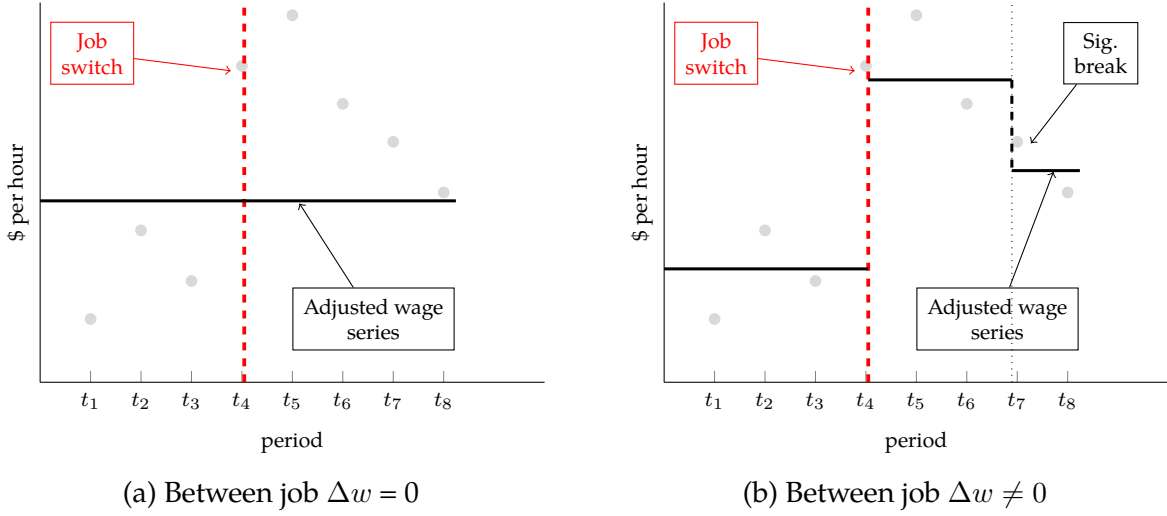 Job
switch
$ per hour
Adjusted wage
series
t₁ t₂ t₃ t₄ t₅ t₆ t₇ t₈
period
(a) Between job Δw = 0
Job
switch
Sig.
break
$ per hour
Adjusted wage
series
t₁ t₂ t₃ t₄ t₅ t₆ t₇ t₈
period
(b) Between job Δw ≠ 0